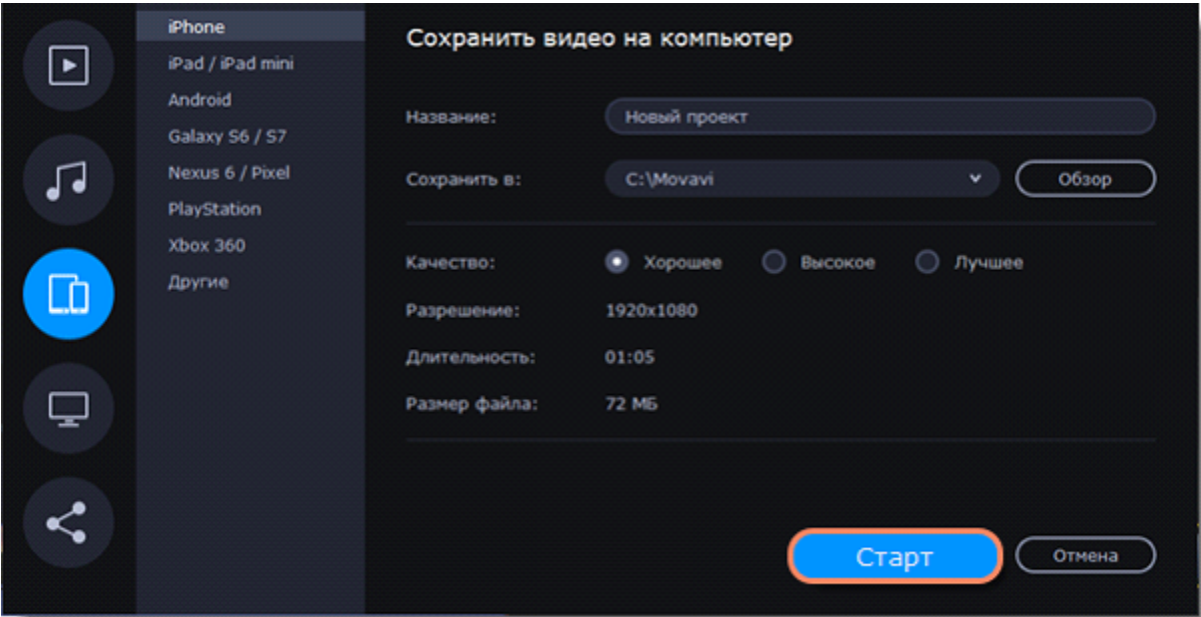 iPhone
iPad / iPad mini
Android
Galaxy S6 / S7
Nexus 6 / Pixel
PlayStation
Xbox 360
Другие
Сохранить видео на компьютер
Название: Новый проект
Сохранить в: C:\Movavi Обзор
Качество: Хорошее Высокое Лучшее
Разрешение: 1920x1080
Длительность: 01:05
Размер файла: 72 МБ
Старт Отмена